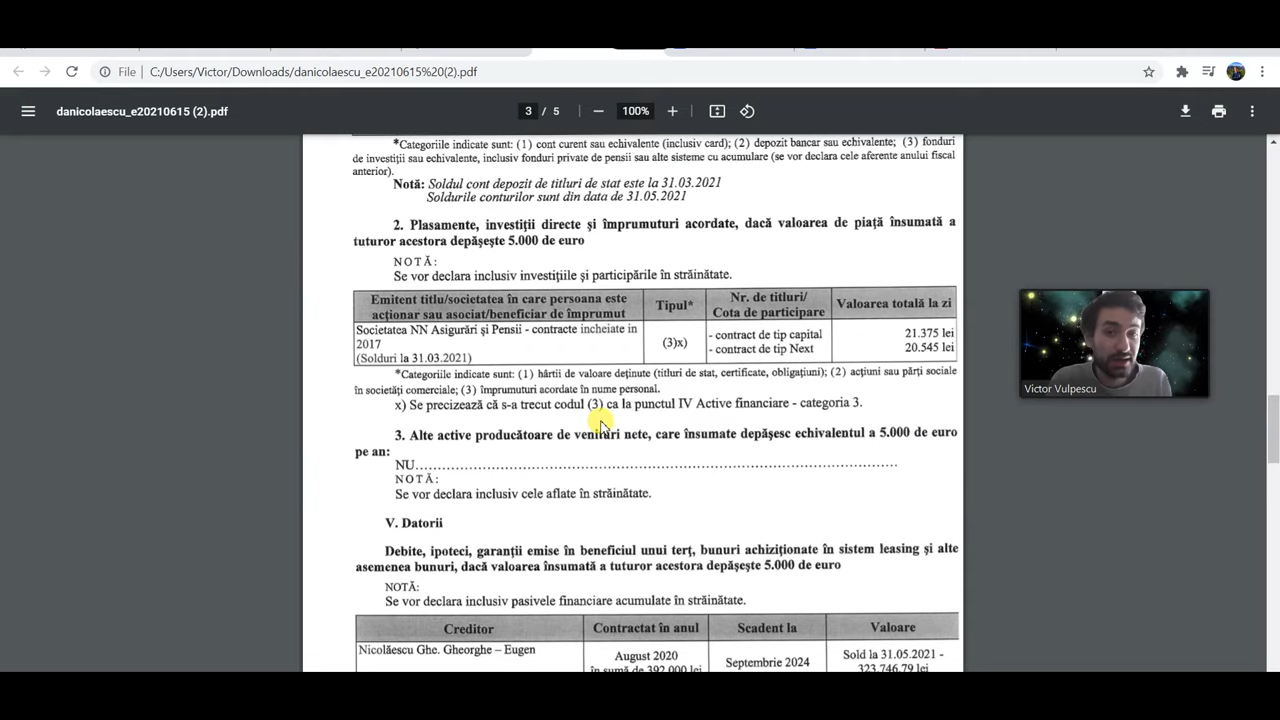 File
C:/Users/Victor/Downloads/danicolaescu_e20210615%20(2).pdf
danicolaescu_e20210615 (2).pdf
3 / 5
100%
*Categoriile indicate sunt: (1) cont curent sau echivalente (inclusiv card); (2) depozit bancar sau echivalente; (3) fonduri
de investiții sau echivalente, inclusiv fonduri private de pensii sau alte sisteme cu acumulare (se vor declara cele aferente anului fiscal
anterior).
Notă: Soldul cont depozit de titluri de stat este la 31.03.2021
Soldurile conturilor sunt din data de 31.05.2021
2. Plasamente, investiții directe și împrumuturi acordate, dacă valoarea de piață însumată a
tuturor acestora depășește 5.000 de euro
NOTĂ:
Se vor declara inclusiv investițiile și participările în străinătate.
Emitent titlu/societatea în care persoana este
acționar sau asociat/beneficiar de împrumut
Tipul*
Nr. de titluri/
Cota de participare
Valoarea totală la zi
Societatea NN Asigurări și Pensii - contracte incheiate in
2017
(Solduri la 31.03.2021)
(3)x)
- contract de tip capital
- contract de tip Next
21.375 lei
20.545 lei
*Categoriile indicate sunt: (1) hârtii de valoare deținute (titluri de stat, certificate, obligațiuni); (2) acțiuni sau părți sociale
în societăți comerciale; (3) împrumuturi acordate în nume personal.
x) Se precizează că s-a trecut codul (3) ca la punctul IV Active financiare - categoria 3.
3. Alte active producătoare de venituri nete, care însumate depășesc echivalentul a 5.000 de euro
pe an:
NU...............................................................................................
NOTĂ:
Se vor declara inclusiv cele aflate în străinătate.
V. Datorii
Debite, ipoteci, garanții emise în beneficiul unui terț, bunuri achiziționate în sistem leasing și alte
asemenea bunuri, dacă valoarea însumată a tuturor acestora depășește 5.000 de euro
NOTĂ:
Se vor declara inclusiv pasivele financiare acumulate în străinătate.
Creditor
Contractat în anul
Scadent la
Valoare
Nicolăescu Ghe. Gheorghe – Eugen
August 2020
în sumă de 392.000 lei
Septembrie 2024
Sold la 31.05.2021 -
323.746,79 lei
Victor Vulpescu